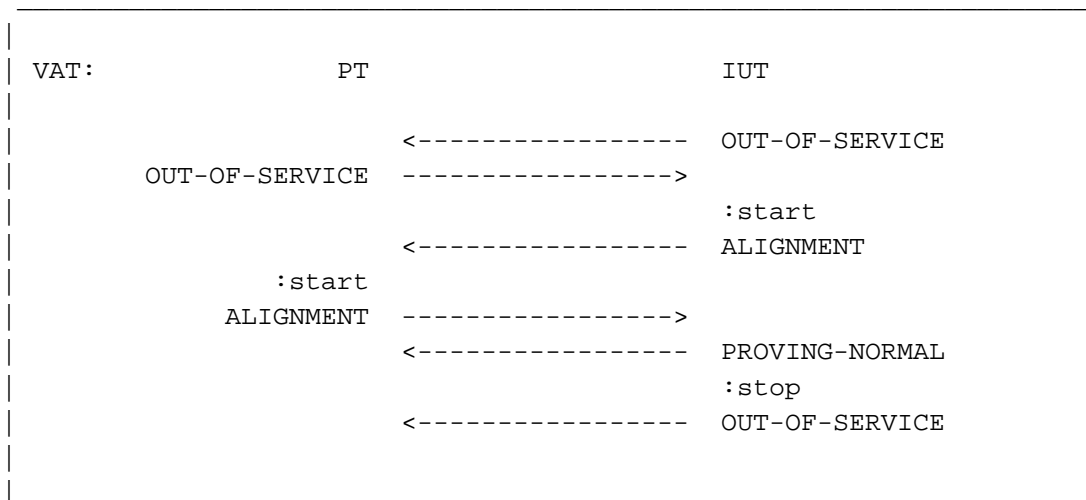 VAT: PT IUT
<----------------- OUT-OF-SERVICE
OUT-OF-SERVICE ----------------->
:start
<----------------- ALIGNMENT
:start
ALIGNMENT ----------------->
<----------------- PROVING-NORMAL
:stop
<----------------- OUT-OF-SERVICE